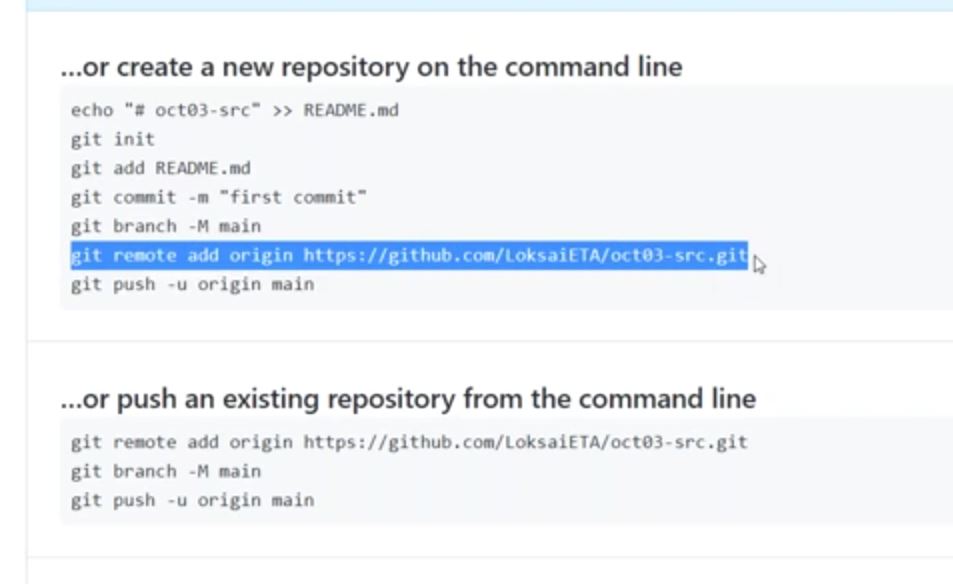 ...or create a new repository on the command line
echo "# oct03-src" >> README.md
git init
git add README.md
git commit -m "first commit"
git branch -M main
git remote add origin https://github.com/LoksaiETA/oct03-src.git
git push -u origin main
...or push an existing repository from the command line
git remote add origin https://github.com/LoksaiETA/oct03-src.git
git branch -M main
git push -u origin main